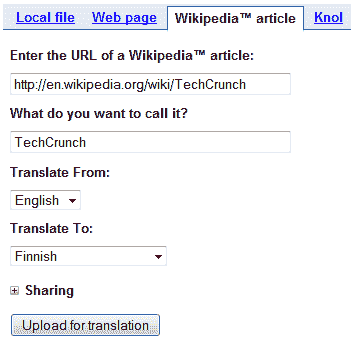 Local file Web page Wikipedia™ article Knol
Enter the URL of a Wikipedia™ article:
http://en.wikipedia.org/wiki/TechCrunch
What do you want to call it?
TechCrunch
Translate From:
English
Translate To:
Finnish
Sharing
Upload for translation